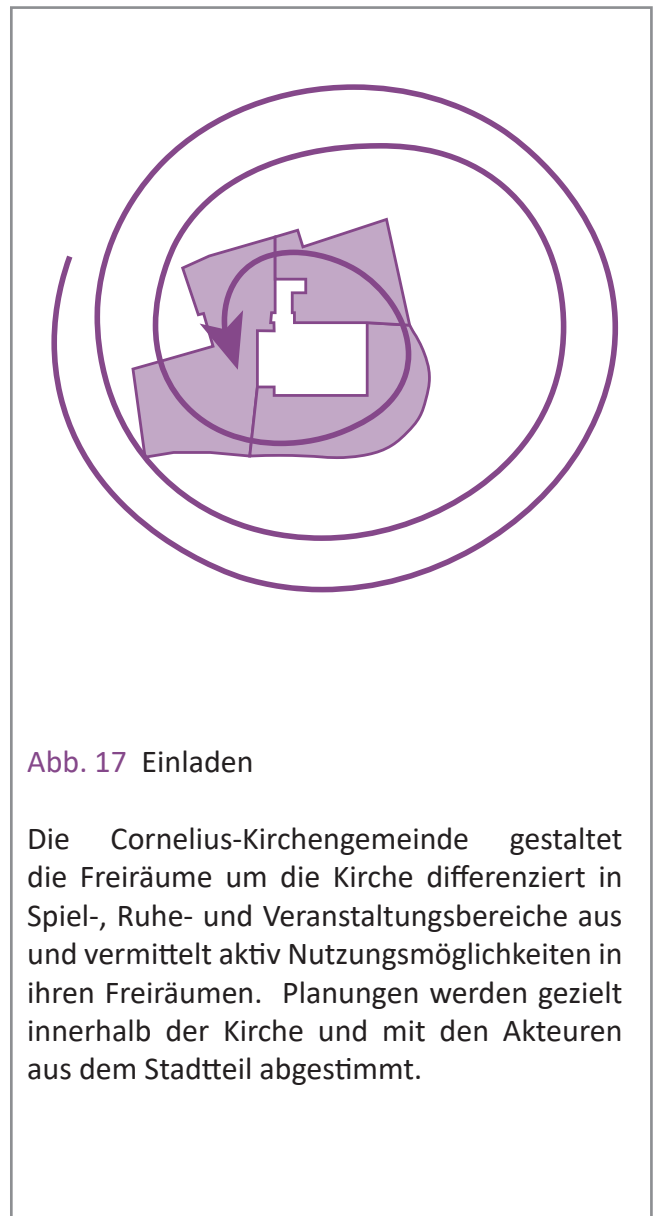 Abb. 17 Einladen
Die Cornelius-Kirchengemeinde gestaltet
die Freiräume um die Kirche differenziert in
Spiel-, Ruhe- und Veranstaltungsbereiche aus
und vermittelt aktiv Nutzungsmöglichkeiten in
ihren Freiräumen. Planungen werden gezielt
innerhalb der Kirche und mit den Akteuren
aus dem Stadtteil abgestimmt.